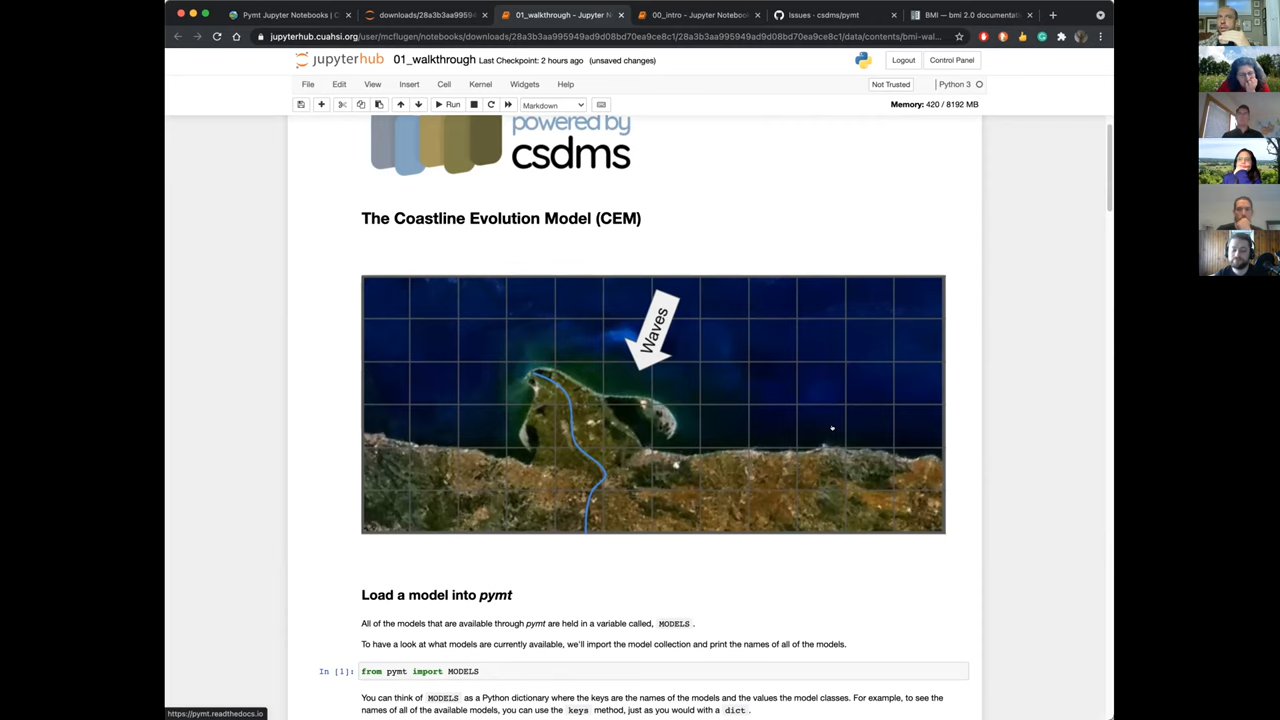 Pymt Jupyter Notebooks | C
downloads/28a3b3aa95949
01_walkthrough - Jupyter N
00_intro - Jupyter Notebook
Issues · csdms/pymt
BMI — bmi 2.0 documentatio
jupyterhub.cuahsi.org/user/mcflugen/notebooks/downloads/28a3b3aa995949ad9d08bd70ea9ce8c1/28a3b3aa995949ad9d08bd70ea9ce8c1/data/contents/bmi-wal...
jupyterhub 01_walkthrough Last Checkpoint: 2 hours ago (unsaved changes)
Logout
Control Panel
File Edit View Insert Cell Kernel Widgets Help
Not Trusted
Python 3
Run
Markdown
Memory: 420 / 8192 MB
powered by
csdms
The Coastline Evolution Model (CEM)
Waves
Load a model into pymt
All of the models that are available through pymt are held in a variable called, MODELS .
To have a look at what models are currently available, we'll import the model collection and print the names of all of the models.
In [1]: from pymt import MODELS
You can think of MODELS as a Python dictionary where the keys are the names of the models and the values the model classes. For example, to see the
names of all of the available models, you can use the keys method, just as you would with a dict .
https://pymt.readthedocs.io